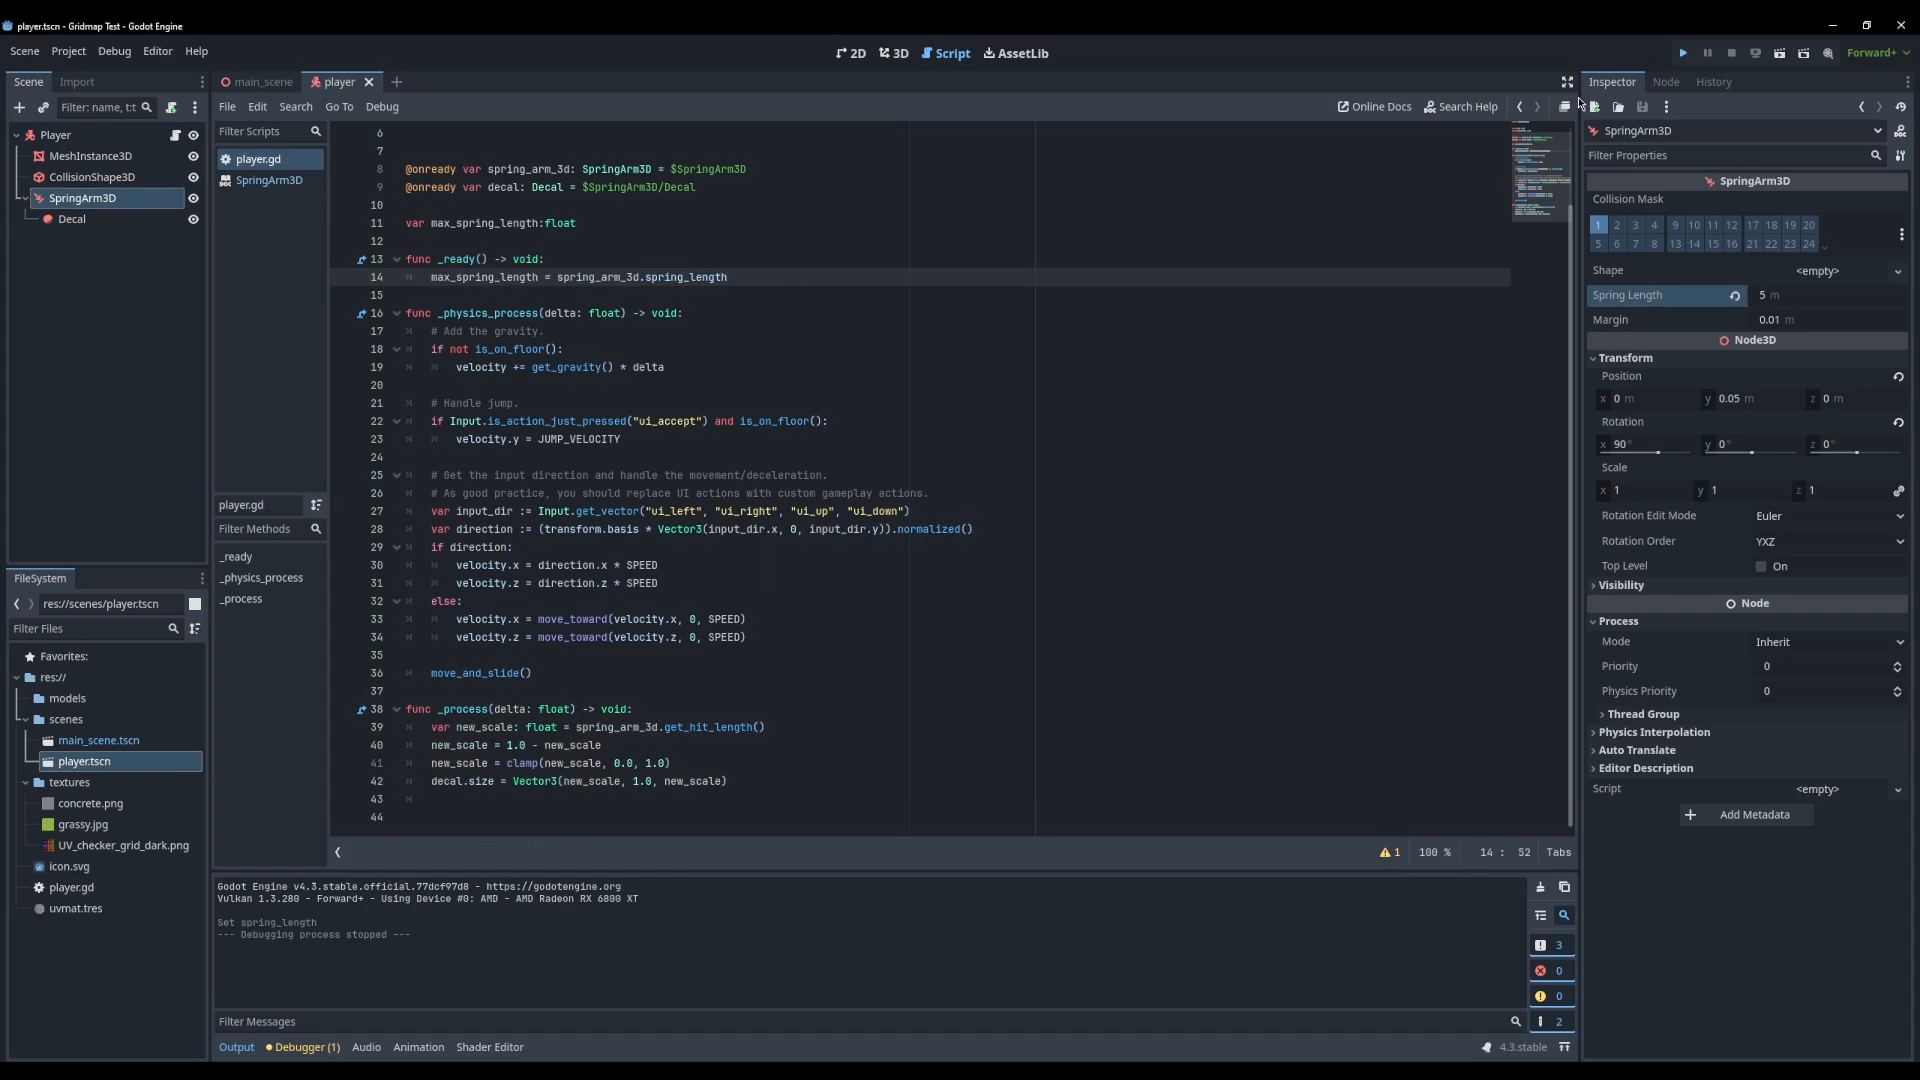 player.tscn - Gridmap Test - Godot Engine
Scene Project Debug Editor Help
2D 3D Script AssetLib
Forward+
Scene Import
Filter: name, t:t
Player
MeshInstance3D
CollisionShape3D
SpringArm3D
Decal
FileSystem
res://scenes/player.tscn
Filter Files
Favorites:
res://
models
scenes
main_scene.tscn
player.tscn
textures
concrete.png
grassy.jpg
UV_checker_grid_dark.png
icon.svg
player.gd
uvmat.tres
main_scene player
File Edit Search Go To Debug
Online Docs Search Help
Filter Scripts
player.gd
SpringArm3D
player.gd
Filter Methods
_ready
_physics_process
_process
6
7
8 @onready var spring_arm_3d: SpringArm3D = $SpringArm3D
9 @onready var decal: Decal = $SpringArm3D/Decal
10
11 var max_spring_length:float
12
13 func _ready() -> void:
14 max_spring_length = spring_arm_3d.spring_length
15
16 func _physics_process(delta: float) -> void:
17 # Add the gravity.
18 if not is_on_floor():
19 velocity += get_gravity() * delta
20
21 # Handle jump.
22 if Input.is_action_just_pressed("ui_accept") and is_on_floor():
23 velocity.y = JUMP_VELOCITY
24
25 # Get the input direction and handle the movement/deceleration.
26 # As good practice, you should replace UI actions with custom gameplay actions.
27 var input_dir := Input.get_vector("ui_left", "ui_right", "ui_up", "ui_down")
28 var direction := (transform.basis * Vector3(input_dir.x, 0, input_dir.y)).normalized()
29 if direction:
30 velocity.x = direction.x * SPEED
31 velocity.z = direction.z * SPEED
32 else:
33 velocity.x = move_toward(velocity.x, 0, SPEED)
34 velocity.z = move_toward(velocity.z, 0, SPEED)
35
36 move_and_slide()
37
38 func _process(delta: float) -> void:
39 var new_scale: float = spring_arm_3d.get_hit_length()
40 new_scale = 1.0 - new_scale
41 new_scale = clamp(new_scale, 0.0, 1.0)
42 decal.size = Vector3(new_scale, 1.0, new_scale)
43
44
1 100 % 14 : 52 Tabs
Godot Engine v4.3.stable.official.77dcf97d8 - https://godotengine.org
Vulkan 1.3.280 - Forward+ - Using Device #0: AMD - AMD Radeon RX 6800 XT
Set spring_length
--- Debugging process stopped ---
3
0
0
2
Filter Messages
Output Debugger (1) Audio Animation Shader Editor
4.3.stable
Inspector Node History
SpringArm3D
Filter Properties
SpringArm3D
Collision Mask
1 2 3 4 9 10 11 12 17 18 19 20
5 6 7 8 13 14 15 16 21 22 23 24
Shape <empty>
Spring Length 5 m
Margin 0.01 m
Node3D
Transform
Position
x 0 m y 0.05 m z 0 m
Rotation
x 90 ° y 0 ° z 0 °
Scale
x 1 y 1 z 1
Rotation Edit Mode Euler
Rotation Order YXZ
Top Level On
Visibility
Node
Process
Mode Inherit
Priority 0
Physics Priority 0
Thread Group
Physics Interpolation
Auto Translate
Editor Description
Script <empty>
Add Metadata